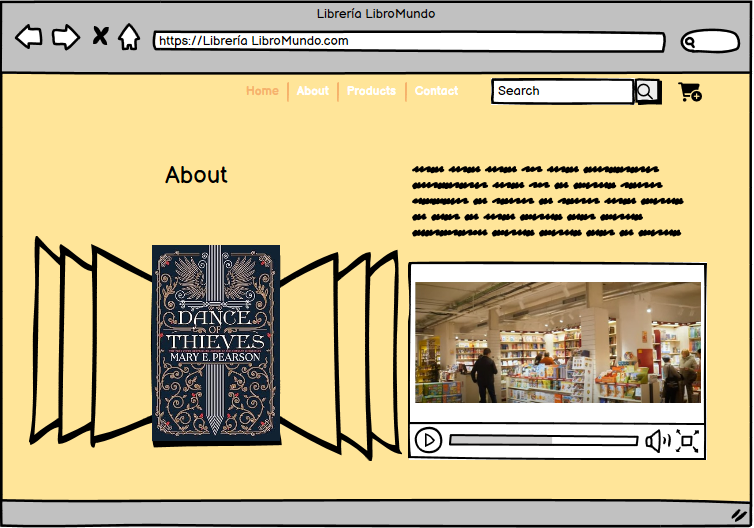 Librería LibroMundo
https://Librería LibroMundo.com
Home About Products Contact
Search
About
DANCE
OF
THIEVES
MARY E. PEARSON